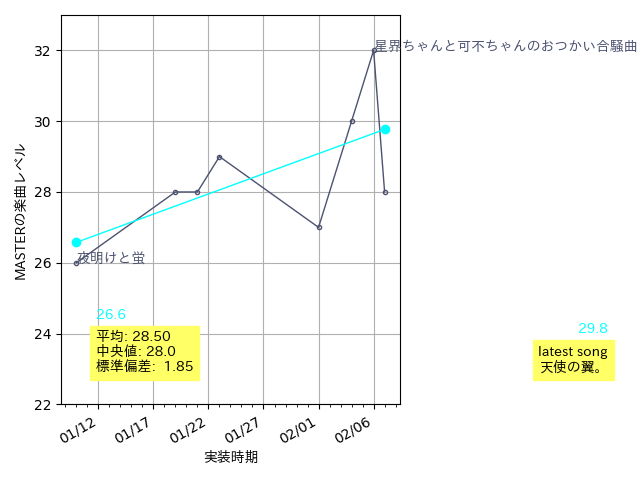 32
星界ちゃんと可不ちゃんのおつかい合騒曲
30
28
26
24
22
MASTERの楽曲レベル
夜明けと蛍
26.6
平均: 28.50
中央値: 28.0
標準偏差: 1.85
29.8
latest song
天使の翼。
01/12
01/17
01/22
01/27
02/01
02/06
実装時期